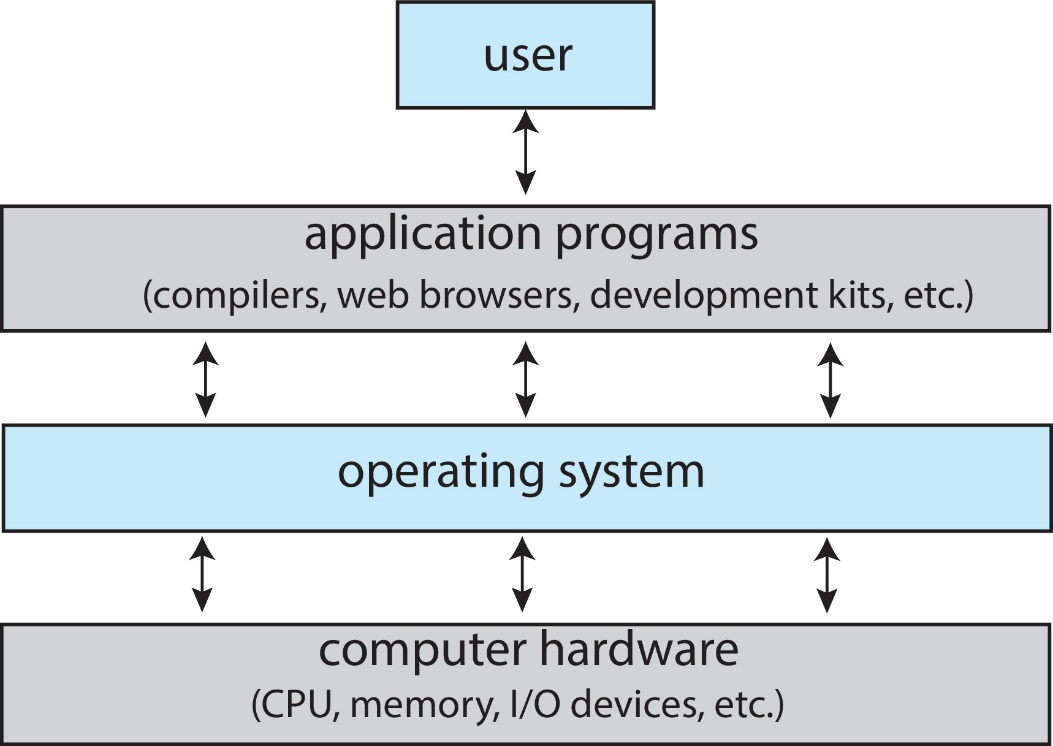 user
application programs
(compilers, web browsers, development kits, etc.)
operating system
computer hardware
(CPU, memory, I/O devices, etc.)